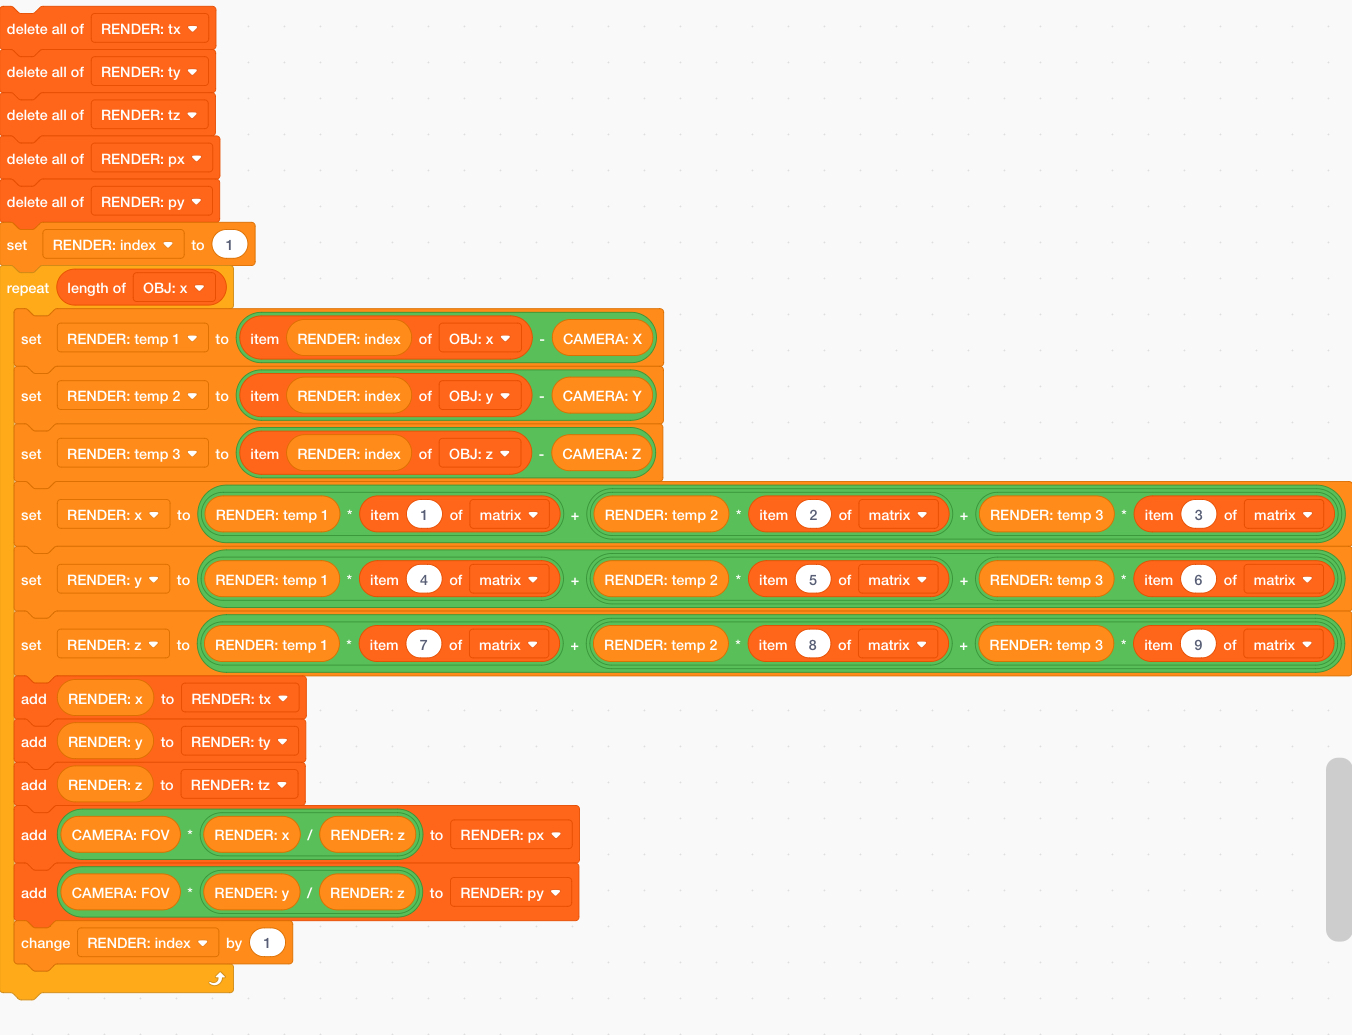 delete all of RENDER: tx
delete all of RENDER: ty
delete all of RENDER: tz
delete all of RENDER: px
delete all of RENDER: py
set RENDER: index to 1
repeat length of OBJ: x
set RENDER: temp 1 to item RENDER: index of OBJ: x - CAMERA: X
set RENDER: temp 2 to item RENDER: index of OBJ: y - CAMERA: Y
set RENDER: temp 3 to item RENDER: index of OBJ: z - CAMERA: Z
set RENDER: x to RENDER: temp 1 * item 1 of matrix + RENDER: temp 2 * item 2 of matrix + RENDER: temp 3 * item 3 of matrix
set RENDER: y to RENDER: temp 1 * item 4 of matrix + RENDER: temp 2 * item 5 of matrix + RENDER: temp 3 * item 6 of matrix
set RENDER: z to RENDER: temp 1 * item 7 of matrix + RENDER: temp 2 * item 8 of matrix + RENDER: temp 3 * item 9 of matrix
add RENDER: x to RENDER: tx
add RENDER: y to RENDER: ty
add RENDER: z to RENDER: tz
add CAMERA: FOV * RENDER: x / RENDER: z to RENDER: px
add CAMERA: FOV * RENDER: y / RENDER: z to RENDER: py
change RENDER: index by 1